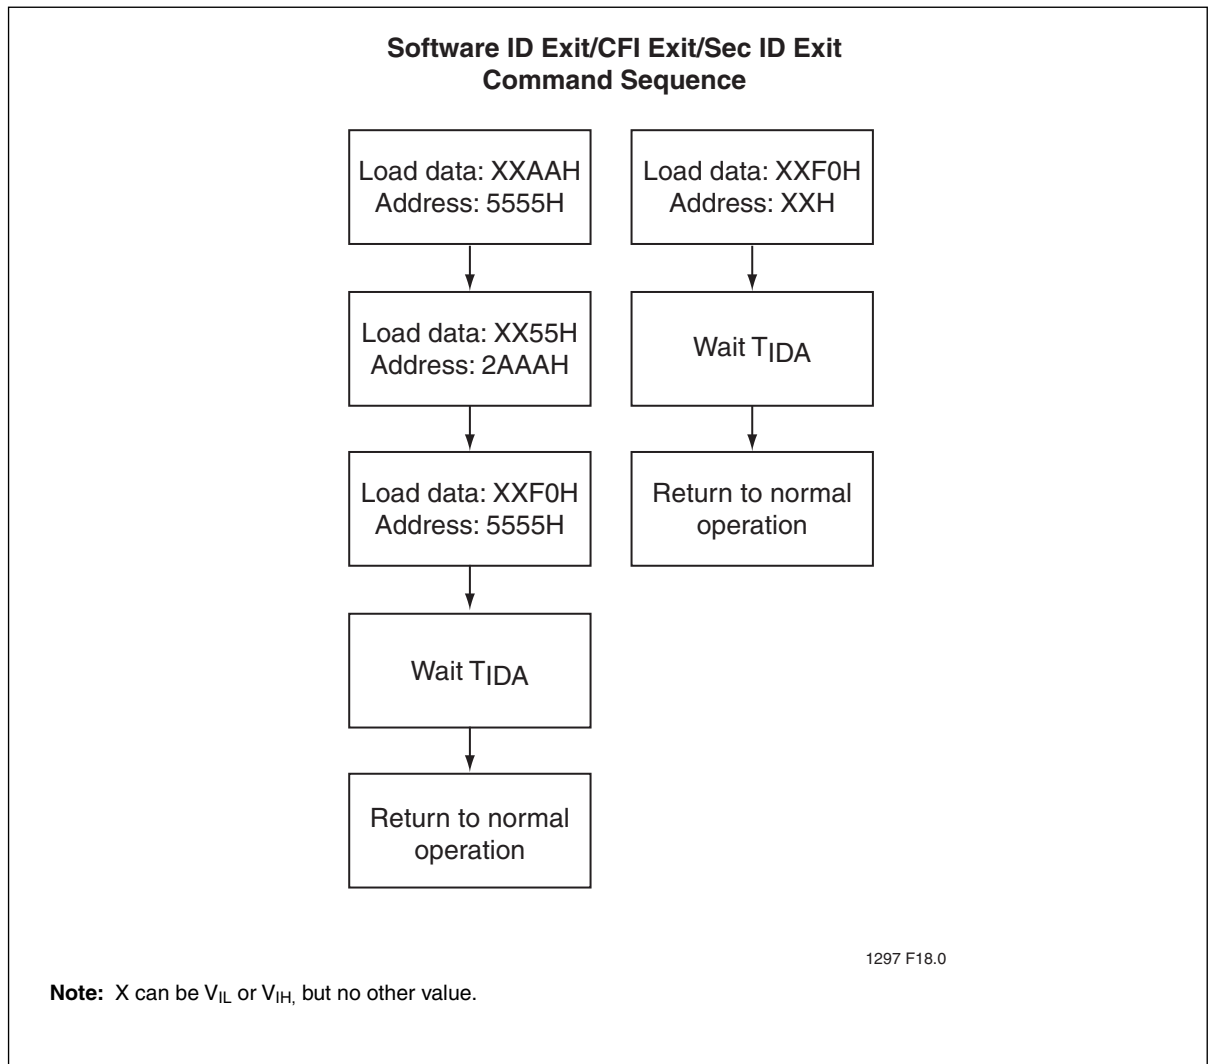 Software ID Exit/CFI Exit/Sec ID Exit
Command Sequence
Load data: XXAAH
Address: 5555H
Load data: XX55H
Address: 2AAAH
Load data: XXF0H
Address: 5555H
Wait TIDA
Return to normal
operation
Load data: XXF0H
Address: XXH
Wait TIDA
Return to normal
operation
1297 F18.0
Note: X can be VIL or VIH, but no other value.